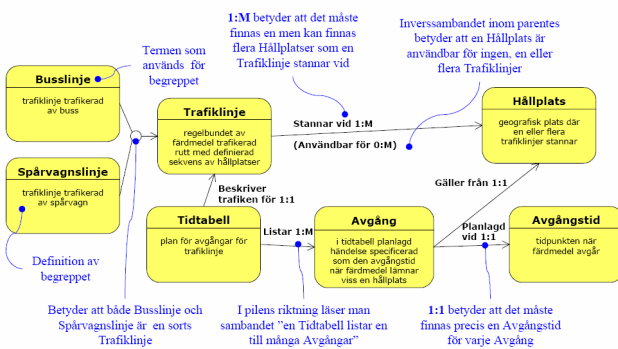 1:M betyder att det måste
finnas en men kan finnas
flera Hållplatser som en
Trafiklinje stannar vid
Inverssambandet inom parentes
betyder att en Hållplats är
användbar för ingen, en eller
flera Trafiklinjer
Termen som
används för
begreppet
Busslinje
trafiklinje trafikerad
av buss
Trafiklinje
regelbundet av
färdmedel trafikerad
rutt med definierad
sekvens av hållplatser
Stannar vid 1:M
(Användbar för 0:M)
Hållplats
geografisk plats där
en eller flera
trafiklinjer stannar
Spårvagnslinje
trafiklinje trafikerad
av spårvagn
Beskriver
trafiken för 1:1
Gäller från 1:1
Tidtabell
plan för avgångar för
trafiklinje
Listar 1:M
Avgång
i tidtabell planlagd
händelse specificerad
som den avgångstid
när färdmedel lämnar
viss en hållplats
Planlagd
vid 1:1
Avgångstid
tidpunkten när
färdmedel avgår
Definition av
begreppet
Betyder att både Busslinje och
Spårvagnslinje är en sorts
Trafiklinje
I pilens riktning läser man
sambandet "en Tidtabell listar en
till många Avgångar"
1:1 betyder att det måste
finnas precis en Avgångstid
för varje Avgång